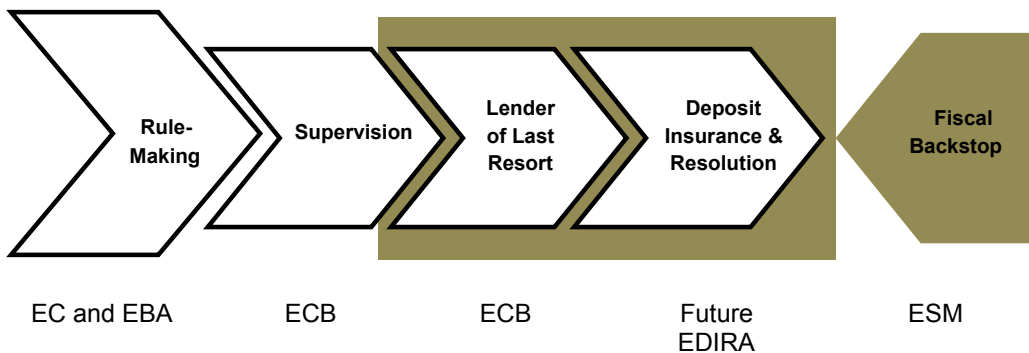 Rule-
Making
Supervision
Lender
of Last
Resort
Deposit
Insurance &
Resolution
Fiscal
Backstop
EC and EBA
ECB
ECB
Future
EDIRA
ESM